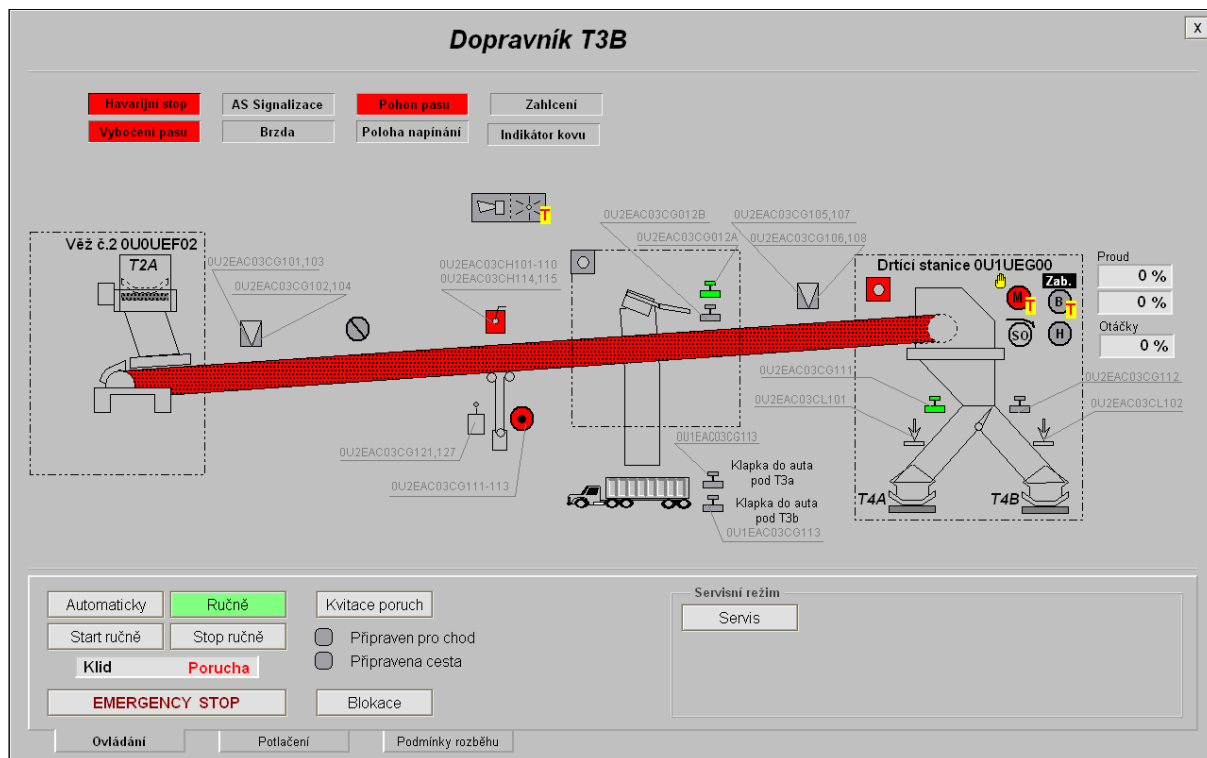 Dopravník T3B
X
Havarijní stop
AS Signalizace
Pohon pasu
Zahlcení
Vybočení pasu
Brzda
Poloha napínání
Indikátor kovu
T
0U2EAC03CG012B
0U2EAC03CG105,107
Věž č.2 0U0UEF02
0U2EAC03CG012A
0U2EAC03CG106,108
T2A
0U2EAC03CG101,103
0U2EAC03CH101-110
Drtící stanice 0U1UEG00
Proud
0U2EAC03CG102,104
0U2EAC03CH114,115
Zab.
0 %
M
T
B
T
0 %
Otáčky
SO
H
0 %
0U2EAC03CG111
0U2EAC03CG112
0U2EAC03CL101
0U2EAC03CL102
0U2EAC03CG121,127
0U1EAC03CG113
0U2EAC03CG111-113
Klapka do auta
pod T3a
T4A
T4B
Klapka do auta
pod T3b
0U1EAC03CG113
Automaticky
Ručně
Kvitace poruch
Servisní režim
Servis
Start ručně
Stop ručně
Připraven pro chod
Klid
Porucha
Připravena cesta
EMERGENCY STOP
Blokace
Ovládání
Potlačení
Podmínky rozběhu